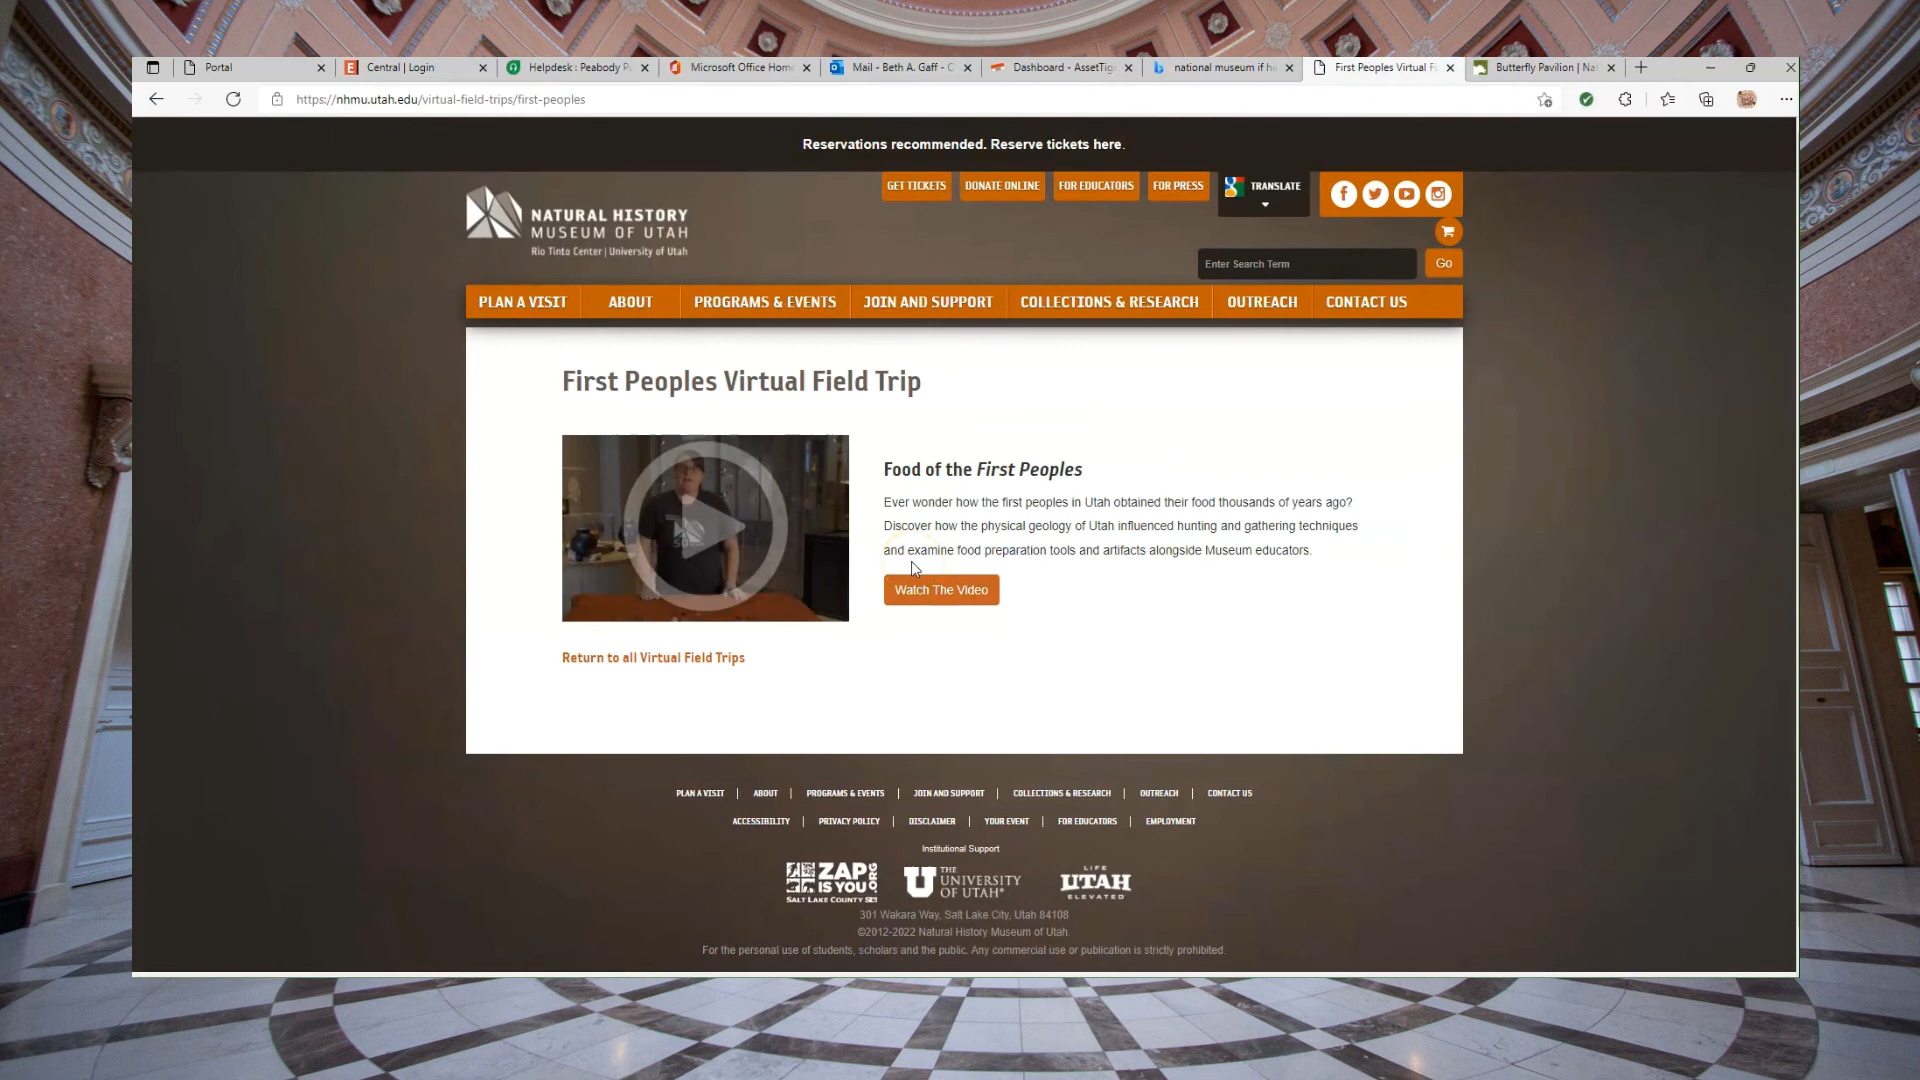 Portal
Central | Login
Helpdesk : Peabody P
Microsoft Office Hom
Mail - Beth A. Gaff - O
Dashboard - AssetTig
national museum if hi
First Peoples Virtual Fi
Butterfly Pavilion | Nat
https://nhmu.utah.edu/virtual-field-trips/first-peoples
Reservations recommended. Reserve tickets here.
GET TICKETS
DONATE ONLINE
FOR EDUCATORS
FOR PRESS
TRANSLATE
NATURAL HISTORY
MUSEUM OF UTAH
Rio Tinto Center | University of Utah
Enter Search Term
Go
PLAN A VISIT
ABOUT
PROGRAMS & EVENTS
JOIN AND SUPPORT
COLLECTIONS & RESEARCH
OUTREACH
CONTACT US
First Peoples Virtual Field Trip
Food of the First Peoples
Ever wonder how the first peoples in Utah obtained their food thousands of years ago?
Discover how the physical geology of Utah influenced hunting and gathering techniques
and examine food preparation tools and artifacts alongside Museum educators.
Watch The Video
Return to all Virtual Field Trips
PLAN A VISIT | ABOUT | PROGRAMS & EVENTS | JOIN AND SUPPORT | COLLECTIONS & RESEARCH | OUTREACH | CONTACT US
ACCESSIBILITY | PRIVACY POLICY | DISCLAIMER | YOUR EVENT | FOR EDUCATORS | EMPLOYMENT
Institutional Support
ZAP
IS YOU.ORG
SALT LAKE COUNTY
U THE
UNIVERSITY
OF UTAH
LIFE
UTAH
ELEVATED
301 Wakara Way, Salt Lake City, Utah 84108
©2012-2022 Natural History Museum of Utah.
For the personal use of students, scholars and the public. Any commercial use or publication is strictly prohibited.